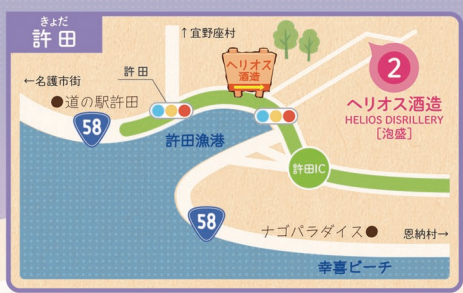 きょだ
許田
↑宜野座村
←名護市街
許田
ヘリオス
酒造
2
道の駅許田
58
ヘリオス酒造
HELIOS DISRILLERY
[泡盛]
許田漁港
許田IC
58
ナゴパラダイス
恩納村→
幸喜ビーチ